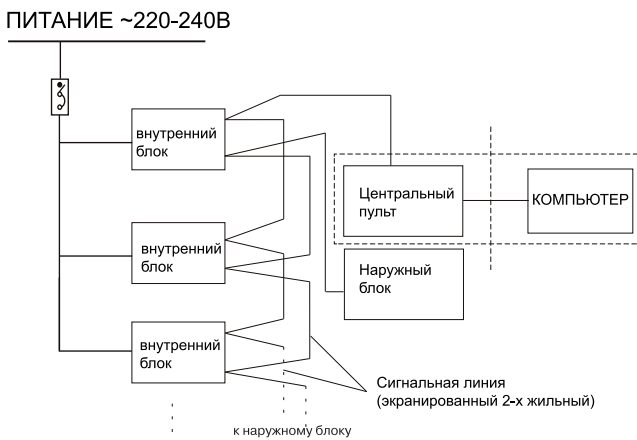 ПИТАНИЕ ~220-240В
внутренний
блок
Центральный
пульт
КОМПЬЮТЕР
внутренний
блок
Наружный
блок
внутренний
блок
Сигнальная линия
(экранированный 2-х жильный)
к наружному блоку